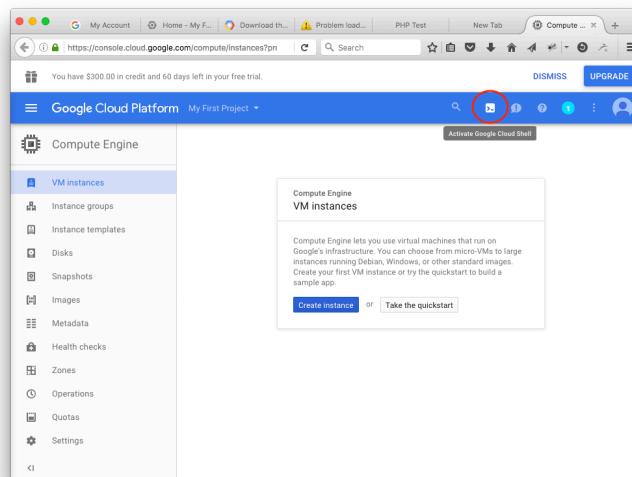 My Account
Home - My F...
Download th...
Problem load...
PHP Test
New Tab
Compute ...
https://console.cloud.google.com/compute/instances?prj
Search
You have $300.00 in credit and 60 days left in your free trial.
DISMISS
UPGRADE
Google Cloud Platform
My First Project
1
Activate Google Cloud Shell
Compute Engine
VM instances
Instance groups
Instance templates
Disks
Snapshots
Images
Metadata
Health checks
Zones
Operations
Quotas
Settings
Compute Engine
VM instances
Compute Engine lets you use virtual machines that run on
Google's infrastructure. You can choose from micro-VMs to large
instances running Debian, Windows, or other standard images.
Create your first VM instance or try the quickstart to build a
sample app.
Create instance or Take the quickstart